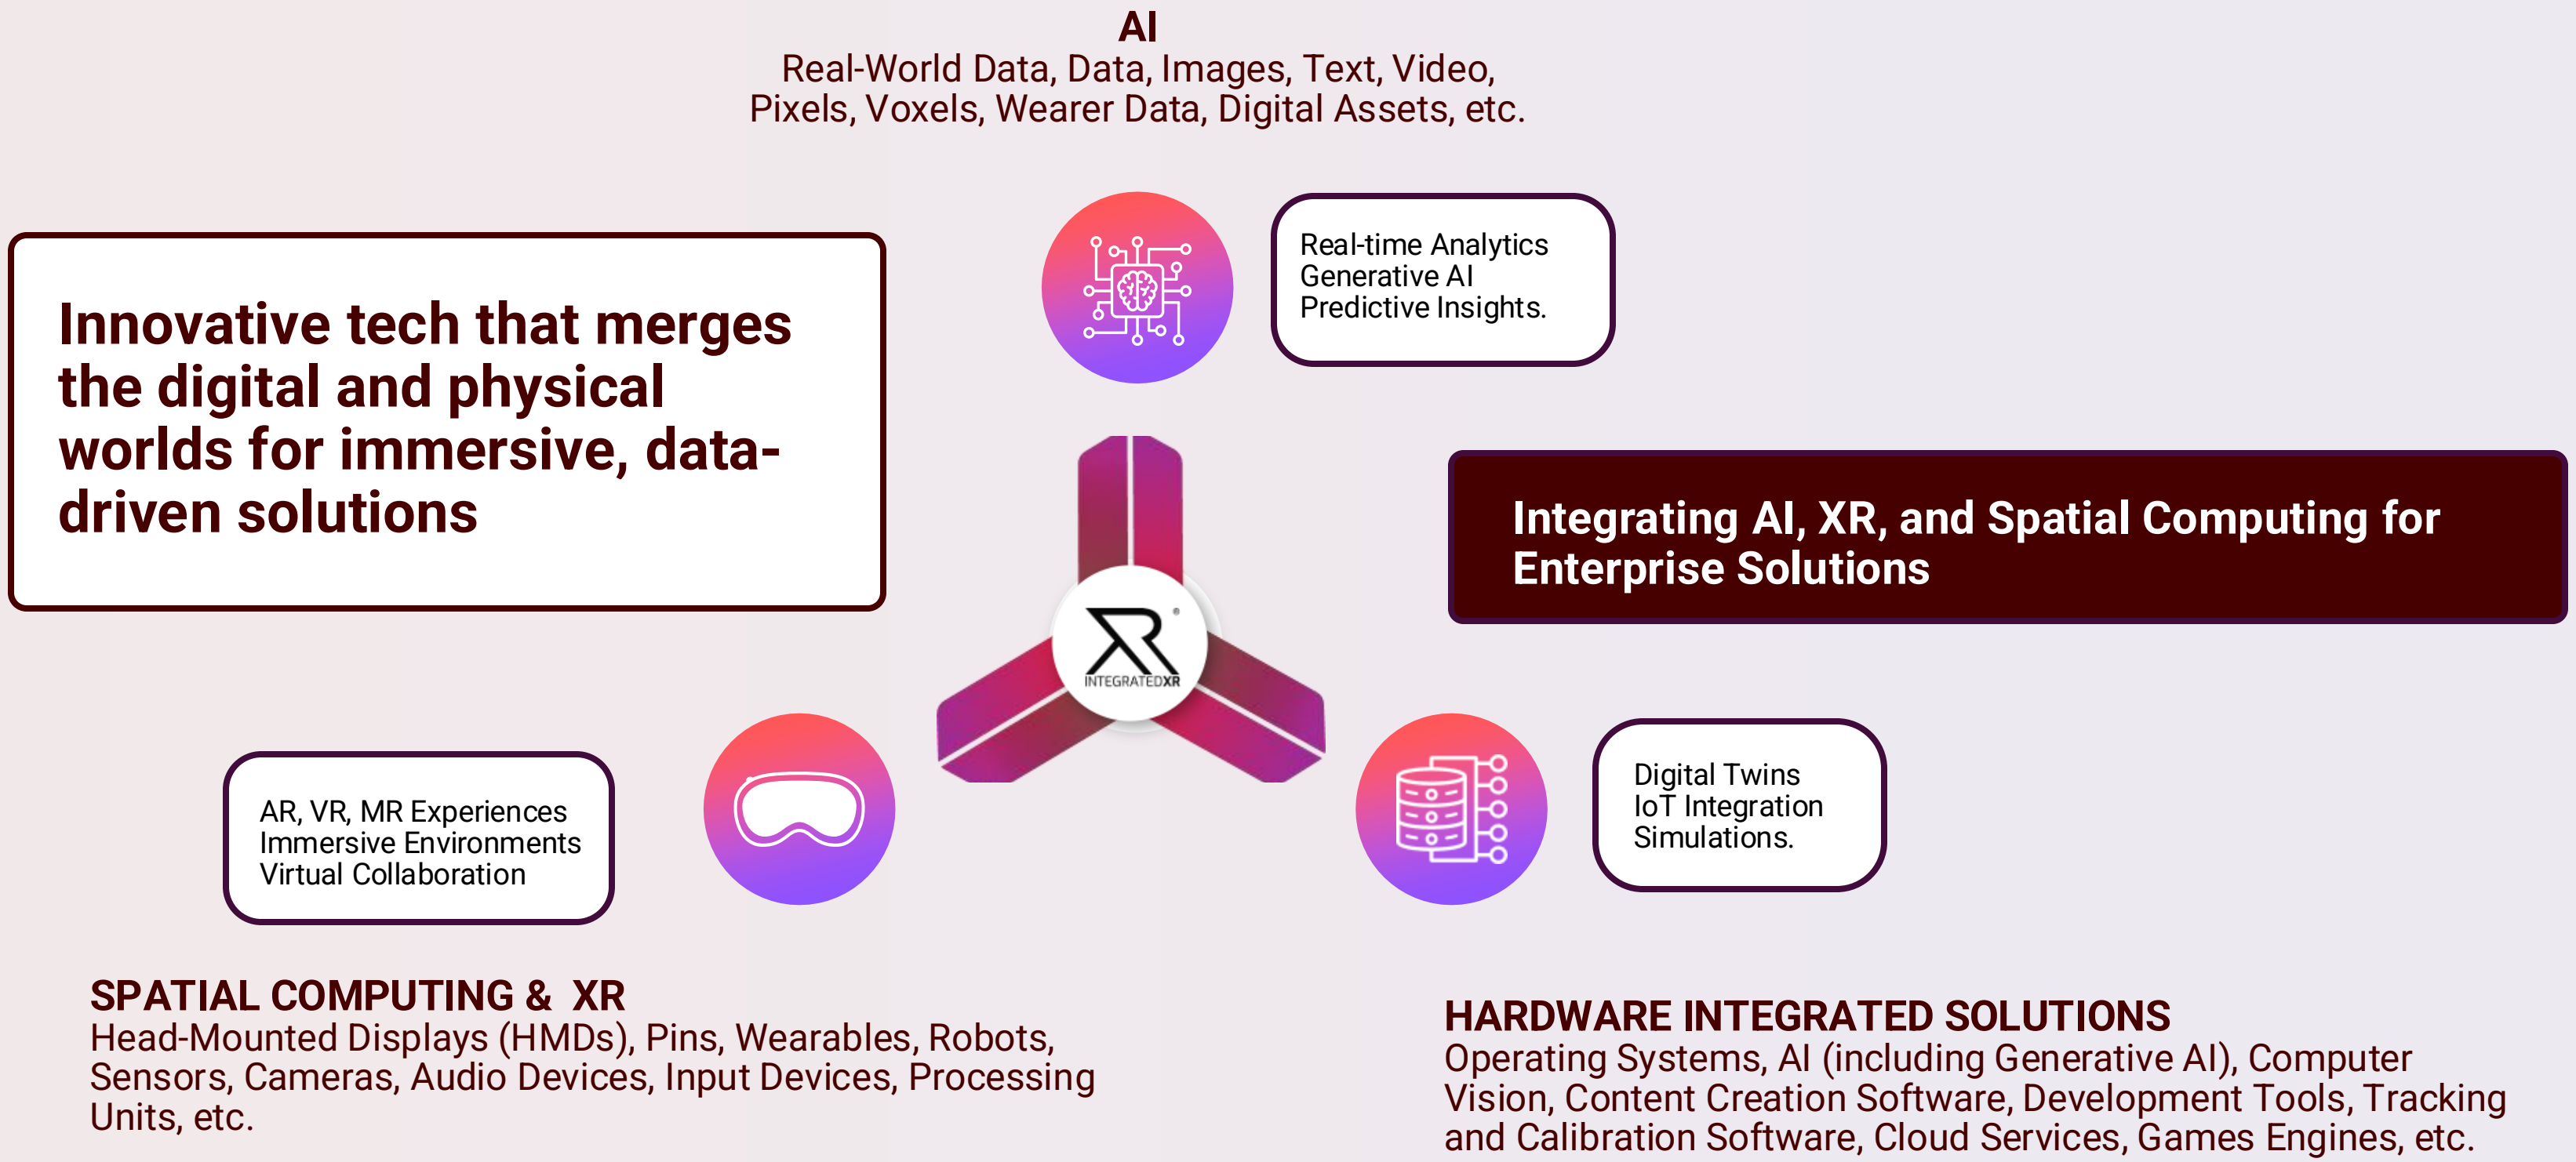 AI
Real-World Data, Data, Images, Text, Video,
Pixels, Voxels, Wearer Data, Digital Assets, etc.
Real-time Analytics
Generative AI
Predictive Insights.
Innovative tech that merges
the digital and physical
worlds for immersive, data-
driven solutions
Integrating AI, XR, and Spatial Computing for
Enterprise Solutions
XR ®
INTEGRATEDXR
AR, VR, MR Experiences
Immersive Environments
Virtual Collaboration
Digital Twins
IoT Integration
Simulations.
SPATIAL COMPUTING &  XR
Head-Mounted Displays (HMDs), Pins, Wearables, Robots,
Sensors, Cameras, Audio Devices, Input Devices, Processing
Units, etc.
HARDWARE INTEGRATED SOLUTIONS
Operating Systems, AI (including Generative AI), Computer
Vision, Content Creation Software, Development Tools, Tracking
and Calibration Software, Cloud Services, Games Engines, etc.